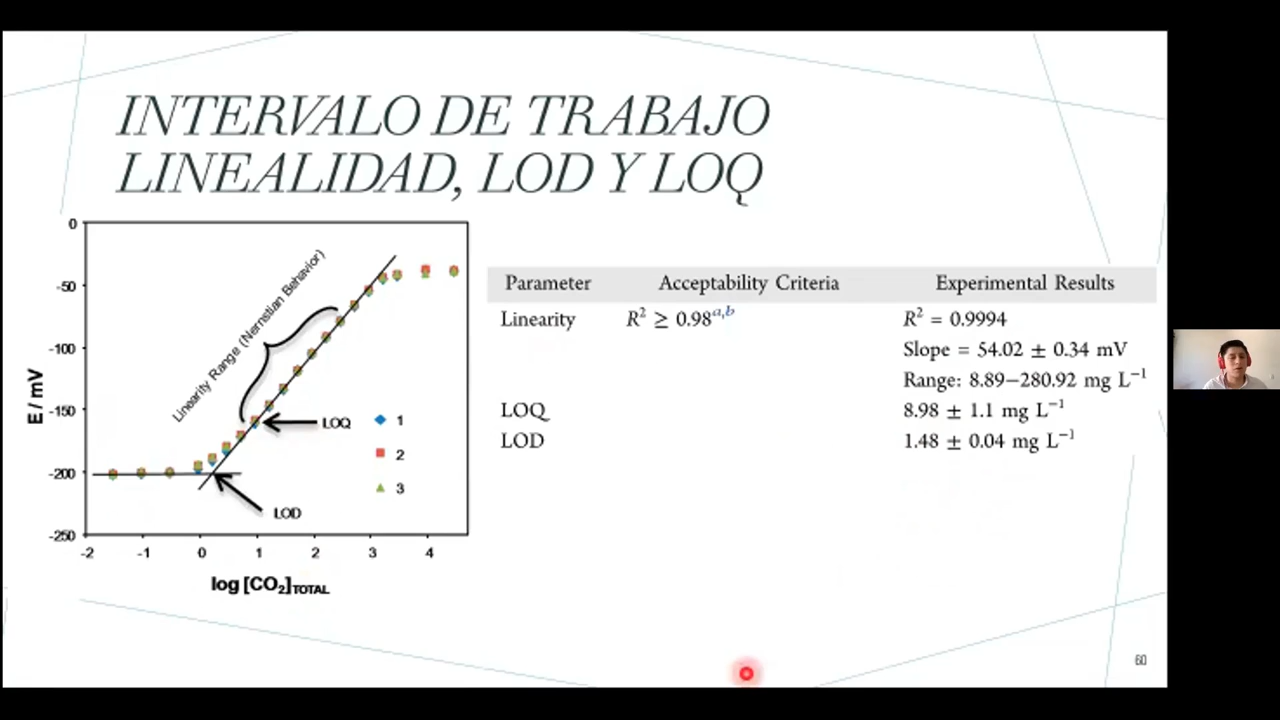 INTERVALO DE TRABAJO
LINEALIDAD, LOD Y LOQ
0
-50
-100
-150
-200
-250
-2 -1 0 1 2 3 4
E / mV
log [CO₂]TOTAL
Linearity Range (Nernstian Behavior)
LOQ
LOD
1
2
3
Parameter Acceptability Criteria Experimental Results
Linearity R² ≥ 0.98ᵃ,ᵇ R² = 0.9994
Slope = 54.02 ± 0.34 mV
Range: 8.89−280.92 mg L⁻¹
LOQ 8.98 ± 1.1 mg L⁻¹
LOD 1.48 ± 0.04 mg L⁻¹
60